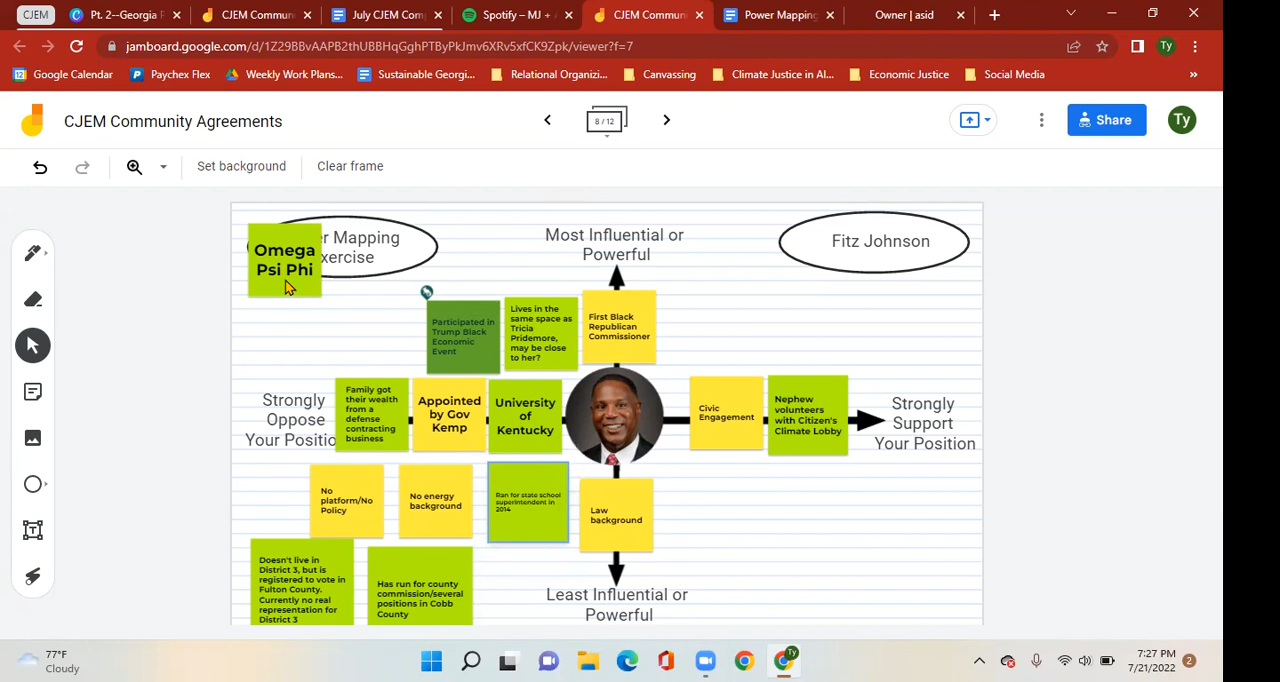 CJEM
Pt. 2--Georgia P
CJEM Commun
July CJEM Com
Spotify – MJ + A
CJEM Commun
Power Mapping
Owner | asid
jamboard.google.com/d/1Z29BBvAAPB2thUBBHqGghPTByPkJmv6XRv5xfCK9Zpk/viewer?f=7
Ty
Google Calendar
Paychex Flex
Weekly Work Plans...
Sustainable Georgi...
Relational Organizi...
Canvassing
Climate Justice in Al...
Economic Justice
Social Media
»
CJEM Community Agreements
8 / 12
Share
Ty
Set background
Clear frame
Omega
Psi Phi
r Mapping
xercise
Most Influential or
Powerful
Fitz Johnson
Participated in
Trump Black
Economic
Event
Lives in the
same space as
Tricia
Pridemore,
may be close
to her?
First Black
Republican
Commissioner
Strongly
Oppose
Your Positio
Family got
their wealth
from a
defense
contracting
business
Appointed
by Gov
Kemp
University
of
Kentucky
Civic
Engagement
Nephew
volunteers
with Citizen's
Climate Lobby
Strongly
Support
Your Position
No
platform/No
Policy
No energy
background
Ran for state school
superintendent in
2014
Law
background
Doesn't live in
District 3, but is
registered to vote in
Fulton County.
Currently no real
representation for
District 3
Has run for county
commission/several
positions in Cobb
County
Least Influential or
Powerful
77°F
Cloudy
Ty
7:27 PM
7/21/2022
2